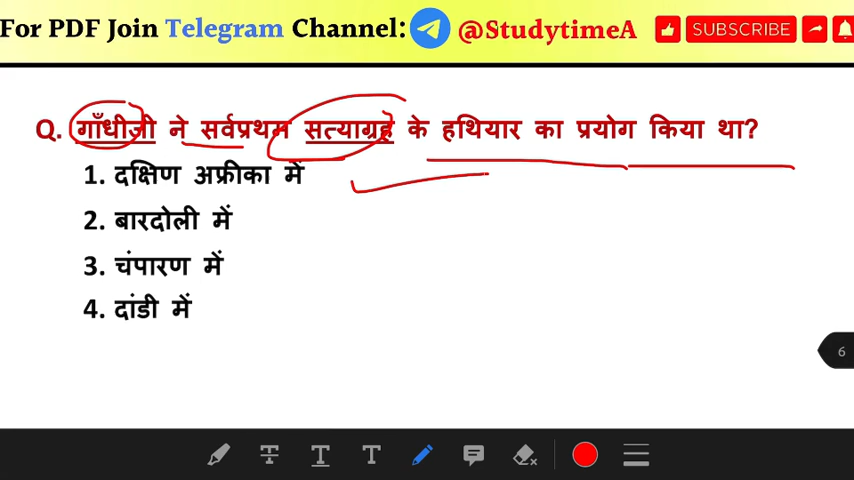 For PDF Join Telegram Channel: @StudytimeA SUBSCRIBE
Q. गाँधीजी ने सर्वप्रथम सत्याग्रह के हथियार का प्रयोग किया था?
1. दक्षिण अफ्रीका में
2. बारदोली में
3. चंपारण में
4. दांडी में
6
T T T